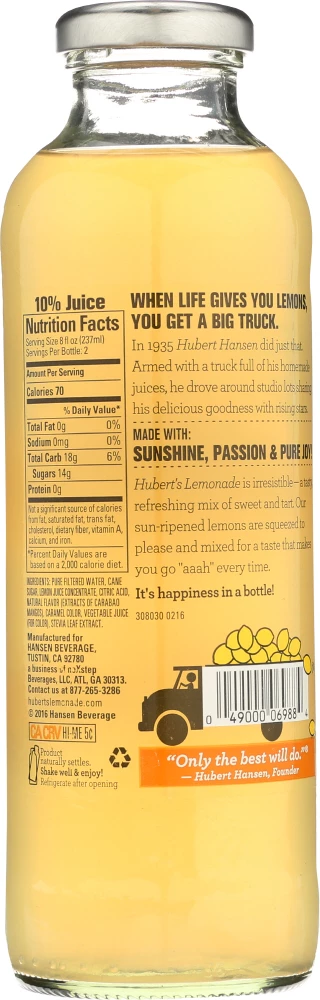 10% Juice
Nutrition Facts
Serving Size 8 fl oz (237ml)
Servings Per Bottle: 2
Amount Per Serving
Calories 70
% Daily Value*
Total Fat 0g 0%
Sodium 0mg 0%
Total Carb 18g 6%
Sugars 14g
Protein 0g
Not a significant source of calories
from fat, saturated fat, trans fat,
cholesterol, dietary fiber, vitamin A,
calcium, and iron.
*Percent Daily Values are
based on a 2,000 calorie diet.
INGREDIENTS: PURE FILTERED WATER, CANE
SUGAR, LEMON JUICE CONCENTRATE, CITRIC ACID,
NATURAL FLAVOR (EXTRACTS OF CARABAO
MANGOS), CARAMEL COLOR, VEGETABLE JUICE
(FOR COLOR), STEVIA LEAF EXTRACT.
Manufactured for
HANSEN BEVERAGE,
TUSTIN, CA 92780
a business of nexstep
Beverages, LLC, ATL, GA 30313.
Contact us at 877-265-3286
hubertslemonade.com
© 2016 Hansen Beverage
CA CRV HI-ME 5¢
Product
naturally settles.
Shake well & enjoy!
Refrigerate after opening
WHEN LIFE GIVES YOU LEMONS,
YOU GET A BIG TRUCK.
In 1935 Hubert Hansen did just that.
Armed with a truck full of his homemade
juices, he drove around studio lots sharing
his delicious goodness with rising stars.
MADE WITH:
SUNSHINE, PASSION & PURE JOY!
Hubert's Lemonade is irresistible—a tasty
refreshing mix of sweet and tart. Our
sun-ripened lemons are squeezed to
please and mixed for a taste that makes
you go "aaah" every time.
It's happiness in a bottle!
308030 0216
0 49000 06988 4
"Only the best will do."®
— Hubert Hansen, Founder